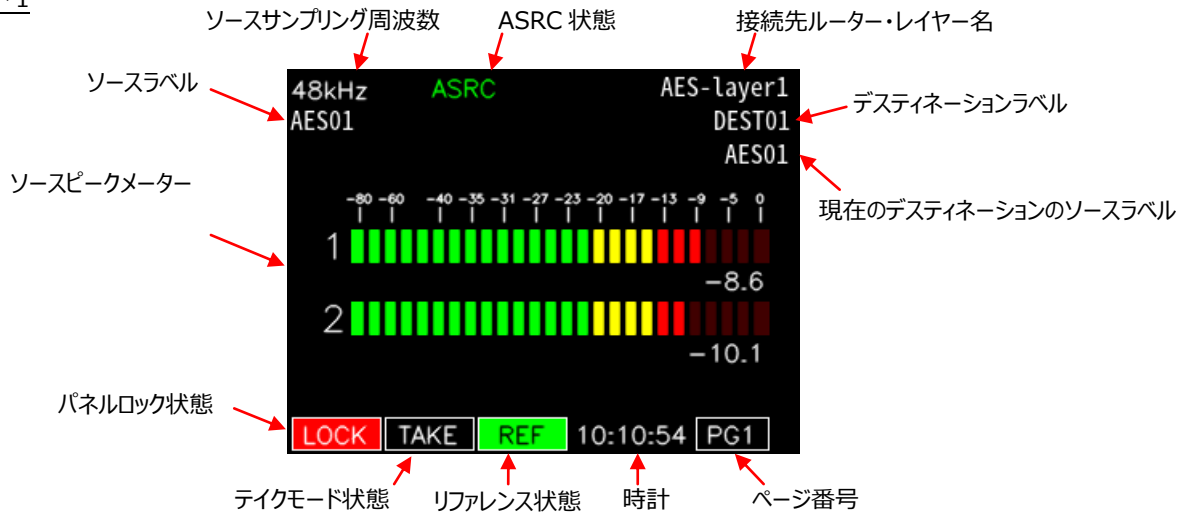 ソースサンプリング周波数 ASRC 状態 接続先ルーター・レイヤー名
ソースラベル
48kHz ASRC AES-layer1
デスティネーションラベル
AES01 DEST01
AES01
ソースピークメーター
現在のデスティネーションのソースラベル
-80 -60 -40 -35 -31 -27 -23 -20 -17 -13 -9 -5 0
1
-8.6
2
-10.1
パネルロック状態
LOCK TAKE REF 10:10:54 PG1
テイクモード状態 リファレンス状態 時計 ページ番号